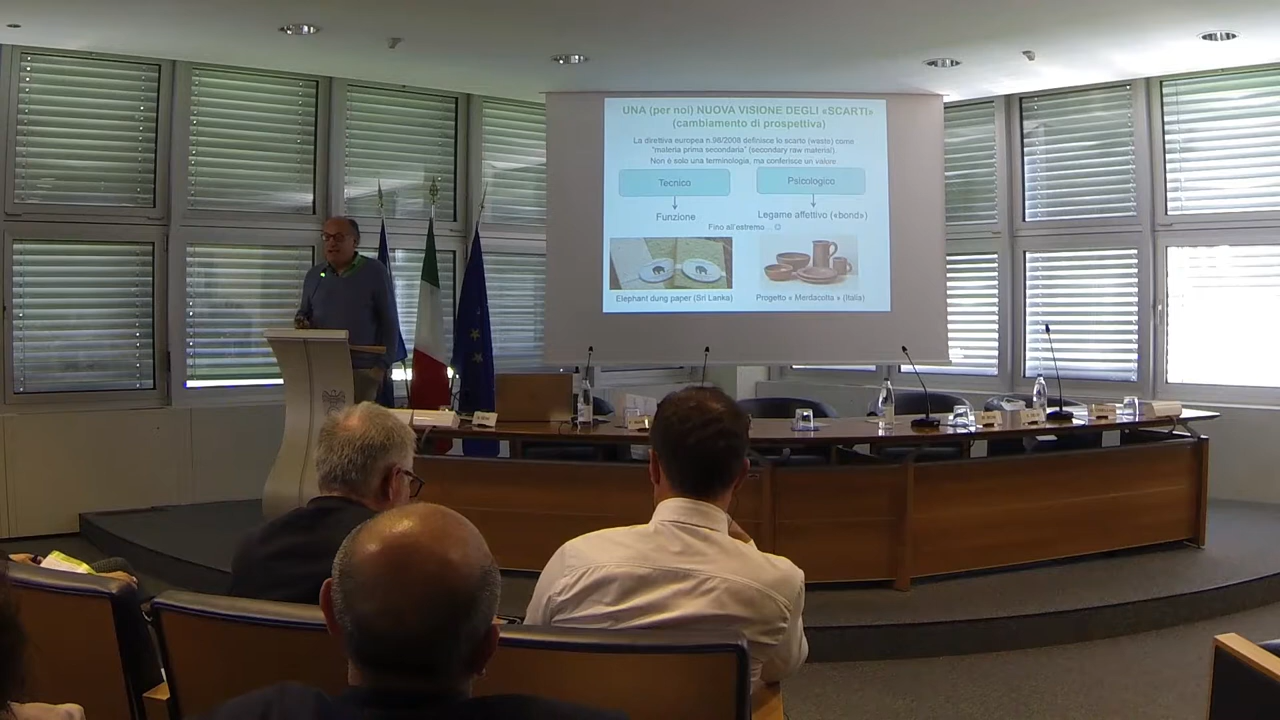 UNA (per noi) NUOVA VISIONE DEGLI «SCARTI»
(cambiamento di prospettiva)
La direttiva europea n.98/2008 definisce lo scarto (waste) come
"materia prima secondaria" (secondary raw material).
Non è solo una terminologia, ma conferisce un valore
Tecnico
Psicologico
Funzione
Legame affettivo («bond»)
Fino all'estremo ...
Elephant dung paper (Sri Lanka)
Progetto « Merdacotta » (Italia)